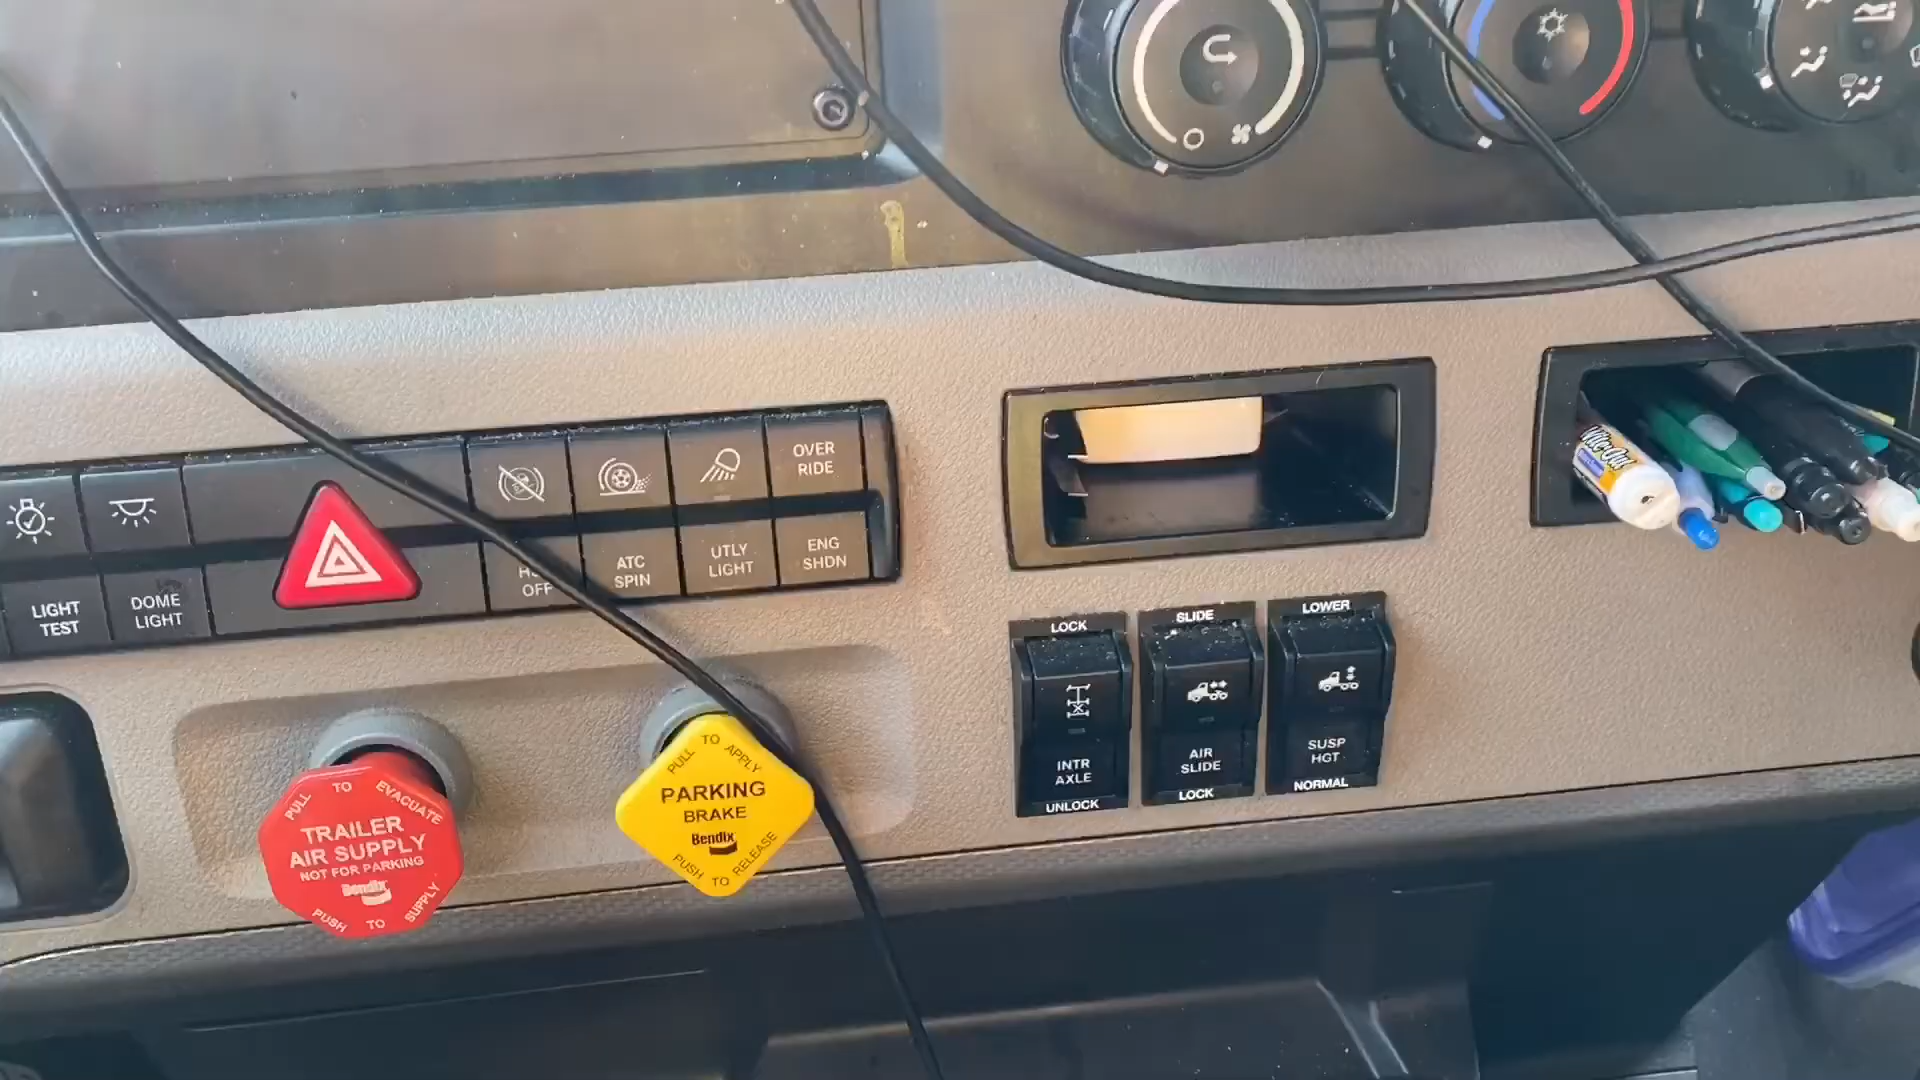 OVER
RIDE
LIGHT
TEST
DOME
LIGHT
OFF
ATC
SPIN
UTLY
LIGHT
ENG
SHDN
Wite-Out
PULL TO EVACUATE
TRAILER
AIR SUPPLY
NOT FOR PARKING
Bendix
PUSH TO SUPPLY
PULL TO APPLY
PARKING
BRAKE
Bendix
PUSH TO RELEASE
LOCK
INTR
AXLE
UNLOCK
SLIDE
AIR
SLIDE
LOCK
LOWER
SUSP
HGT
NORMAL